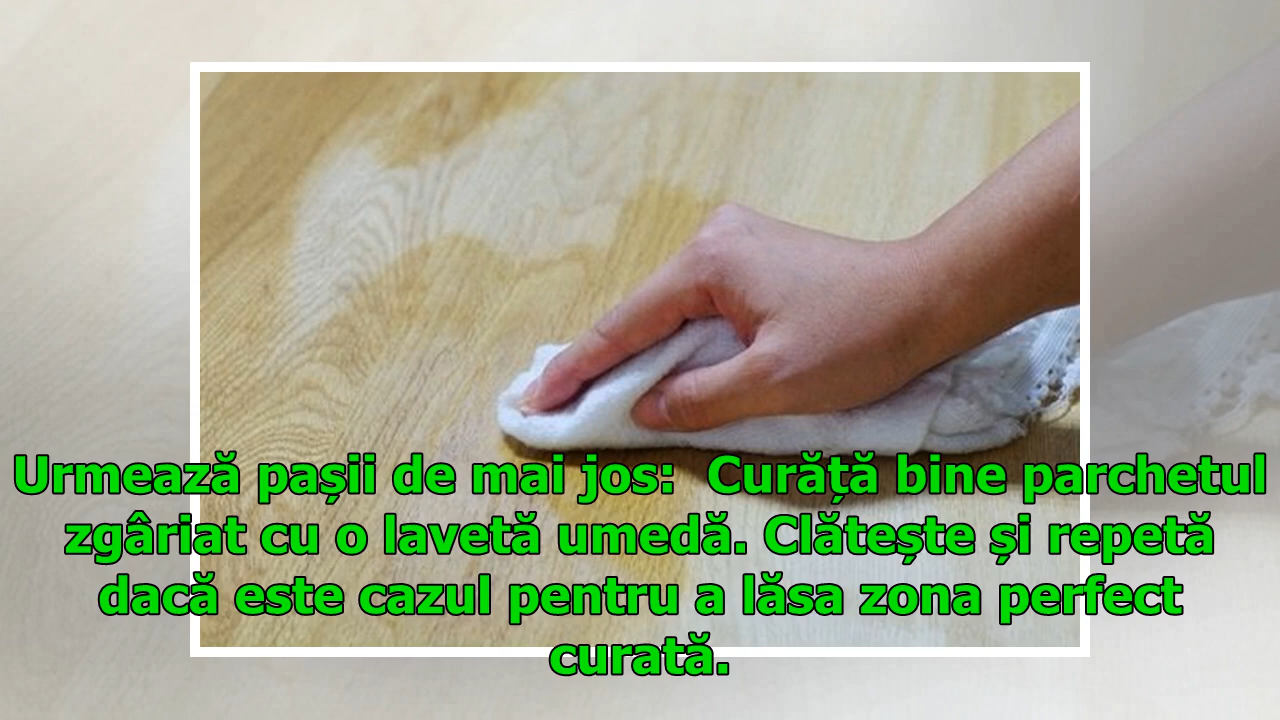 Urmează pașii de mai jos:  Curăță bine parchetul
zgâriat cu o lavetă umedă. Clătește și repetă
dacă este cazul pentru a lăsa zona perfect
curată.